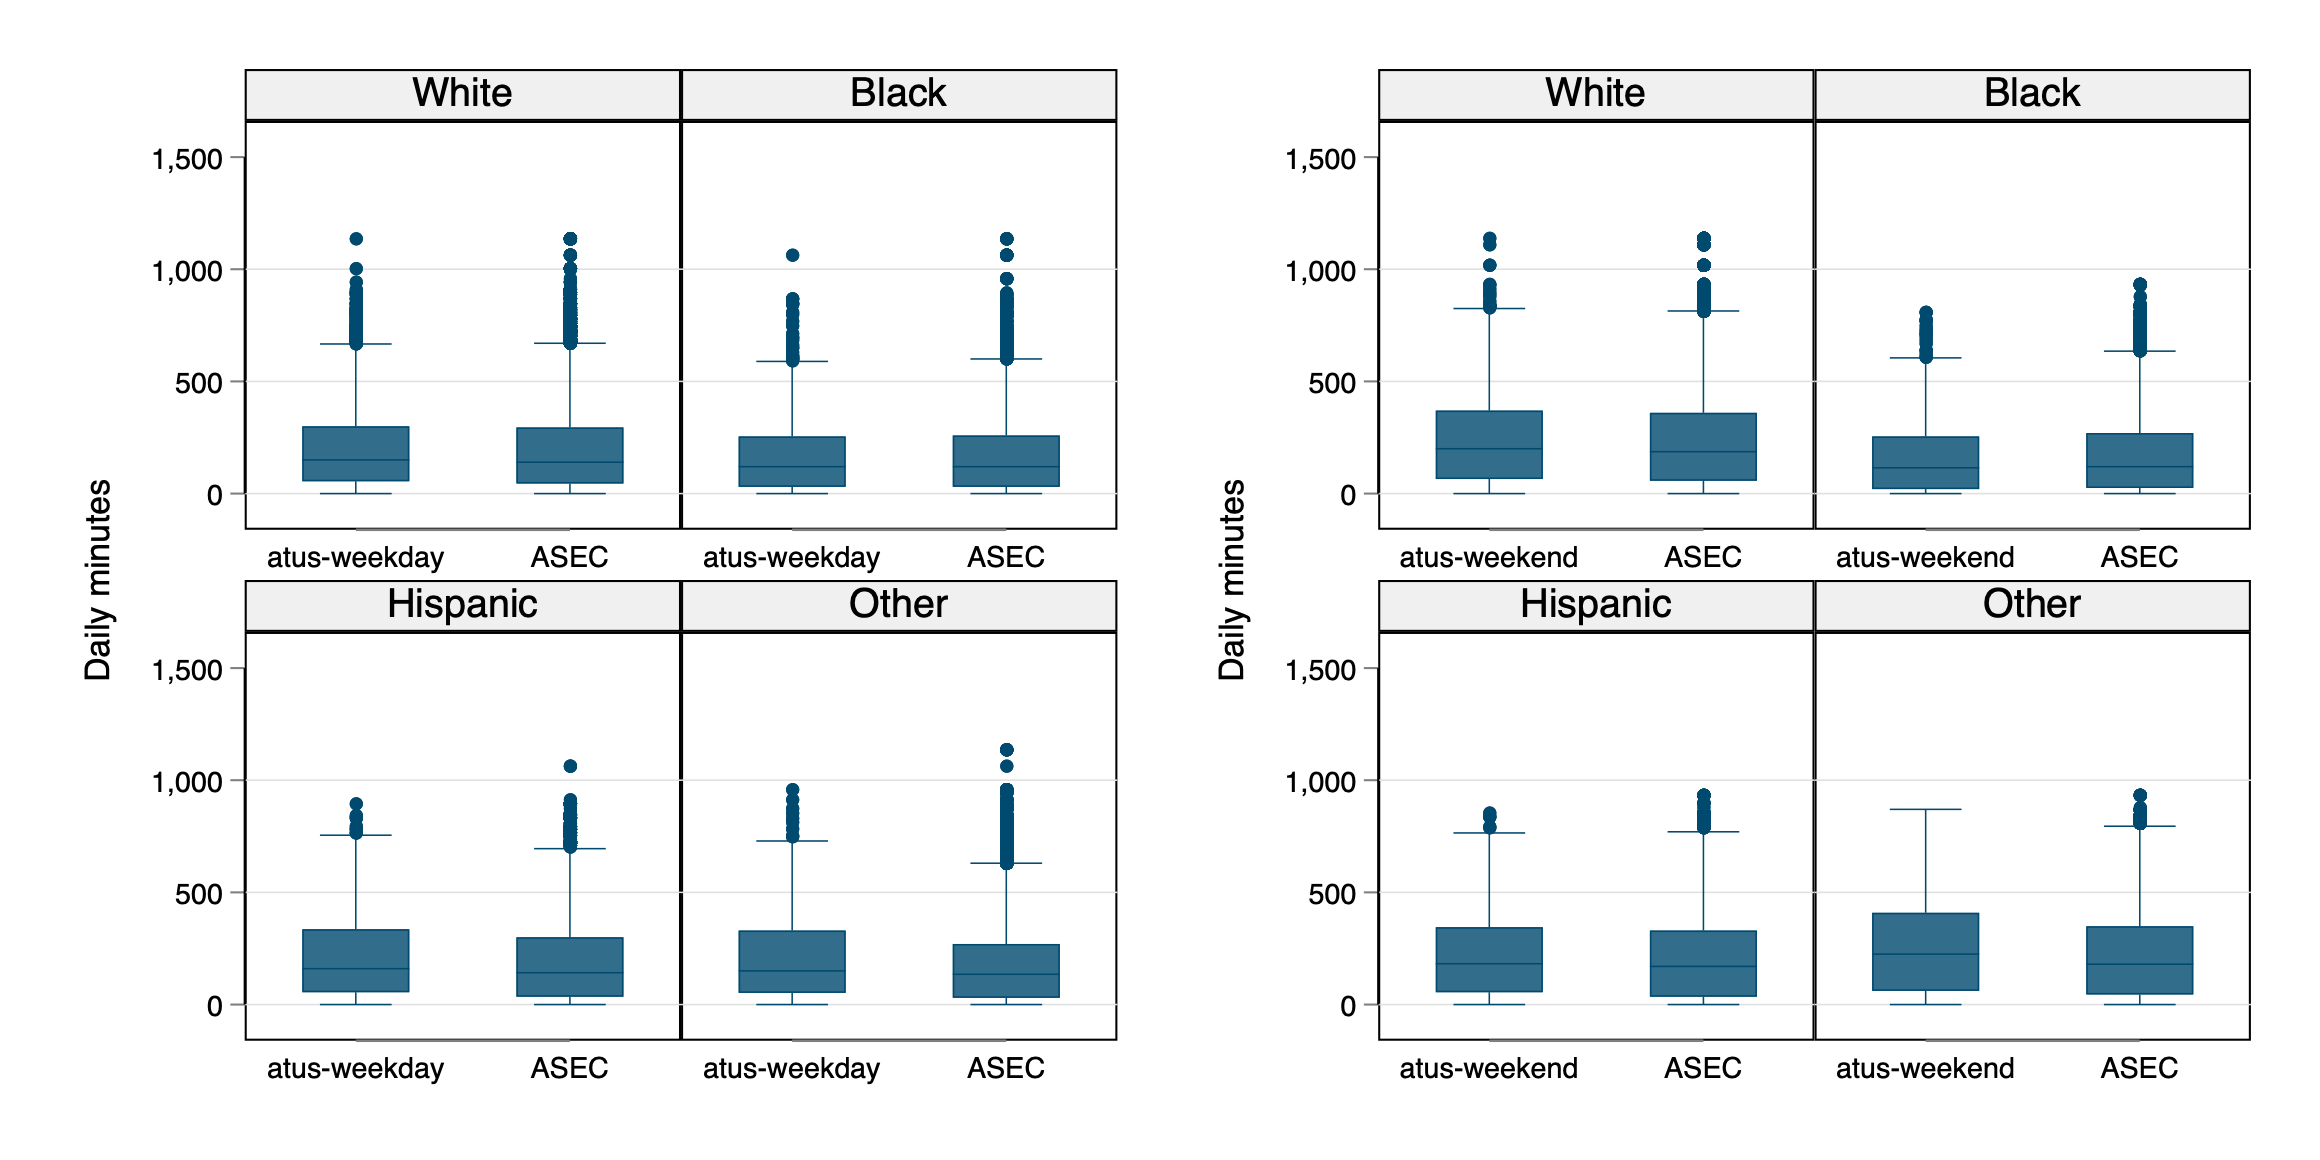 White Black
1,500
1,000
500
0
Daily minutes
atus-weekday ASEC atus-weekday ASEC
Hispanic Other
1,500
1,000
500
0
atus-weekday ASEC atus-weekday ASEC
White Black
1,500
1,000
500
0
Daily minutes
atus-weekend ASEC atus-weekend ASEC
Hispanic Other
1,500
1,000
500
0
atus-weekend ASEC atus-weekend ASEC